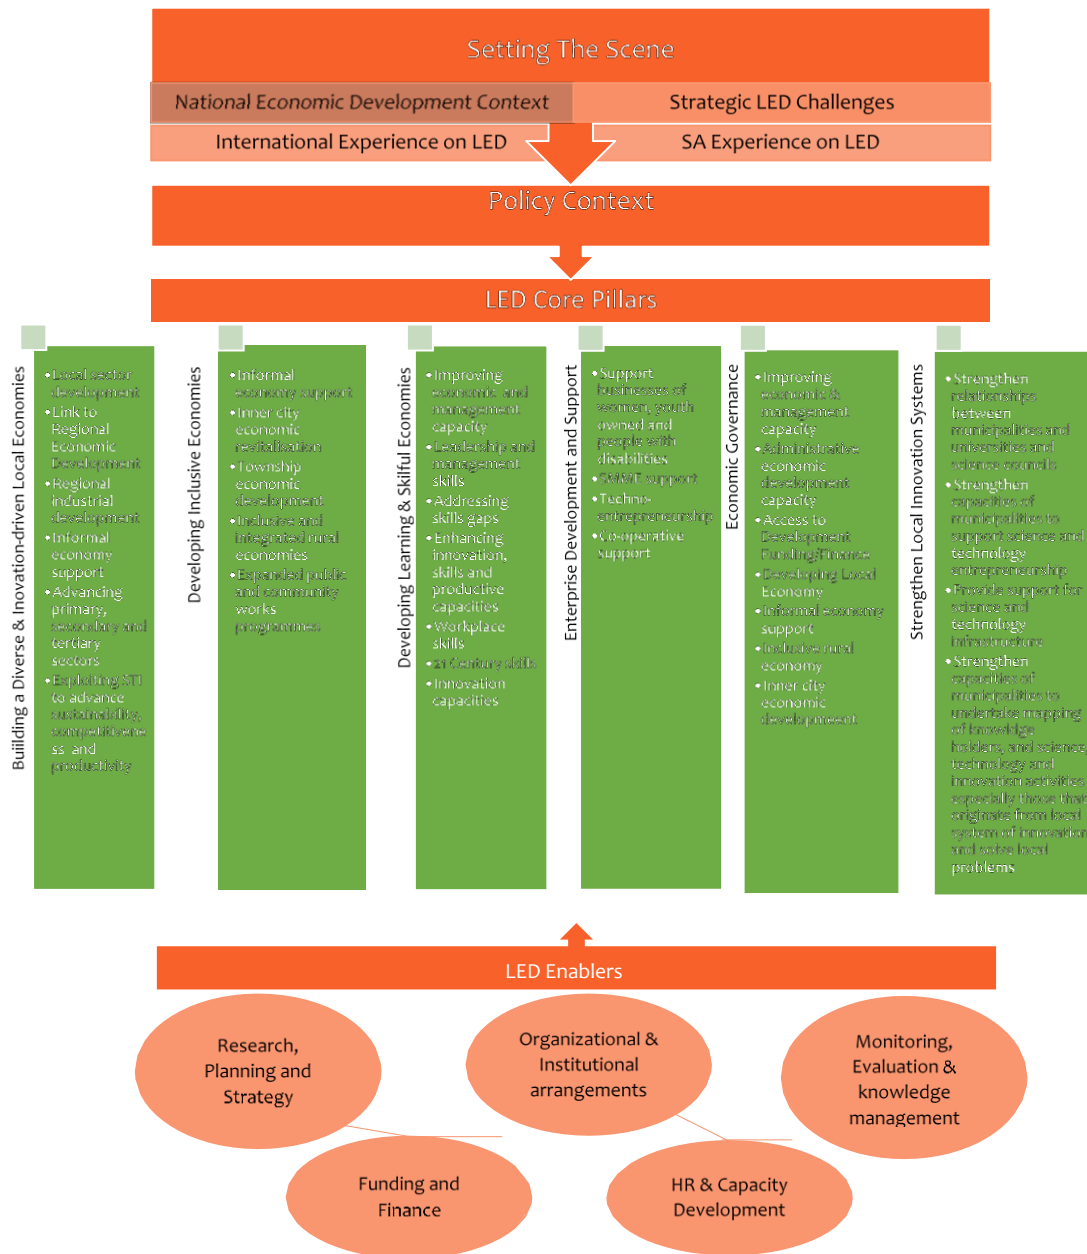 Setting The Scene
National Economic Development Context
Strategic LED Challenges
International Experience on LED
SA Experience on LED
Policy Context
LED Core Pillars
Building a Diverse & Inovation-driven Local Economies
•Local sector
development
•Link to
Regional
Economic
Development
•Regional
industrial
development
•Informal
economy
support
•Advancing
primary,
secondary and
tertiary
sectors
•Exploiting STI
to advance
sustainability,
competitivene
ss and
productivity
Developing Inclusive Economies
•Informal
economy support
•Inner city
economic
revitalisation
•Township
economic
development
•Inclusive and
integrated rural
economies
•Expanded public
and community
works
programmes
Developing Learning & Skilful Economies
•Improving
economic and
management
capacity
•Leadership and
management
skills
•Addressing
skills gaps
•Enhancing
innovation,
skills and
productive
capacities
•Workplace
skills
•21 Century skills
•Innovation
capacities
Enterprise Development and Support
•Support
businesses of
women, youth
owned and
people with
disabilities
•SMME support
•Techno-
entrepreneurship
•Co-operative
support
Economic Governance
•Improving
economic &
management
capacity
•Administrative
economic
development
capacity
•Access to
Development
Funding/Finance
•Developing Local
Economy
•Informal economy
support
•Inclusive rural
economy
•Inner city
economic
developmeent
Strengthen Local Innovation Systems
•Strengthen
relationships
between
municipalities and
universities and
science councils
•Strengthen
capacities of
municipalities to
support science and
technology
entrepreneurship
•Provide support for
science and
technology
infrastructure
•Strengthen
capacities of
municipalities to
undertake mapping
of knowldge
holders, and science
technology and
innovation activities
especially those that
originate from local
system of innovation
and solve local
problems
LED Enablers
Research,
Planning and
Strategy
Organizational &
Institutional
arrangements
Monitoring,
Evaluation &
knowledge
management
Funding and
Finance
HR & Capacity
Development